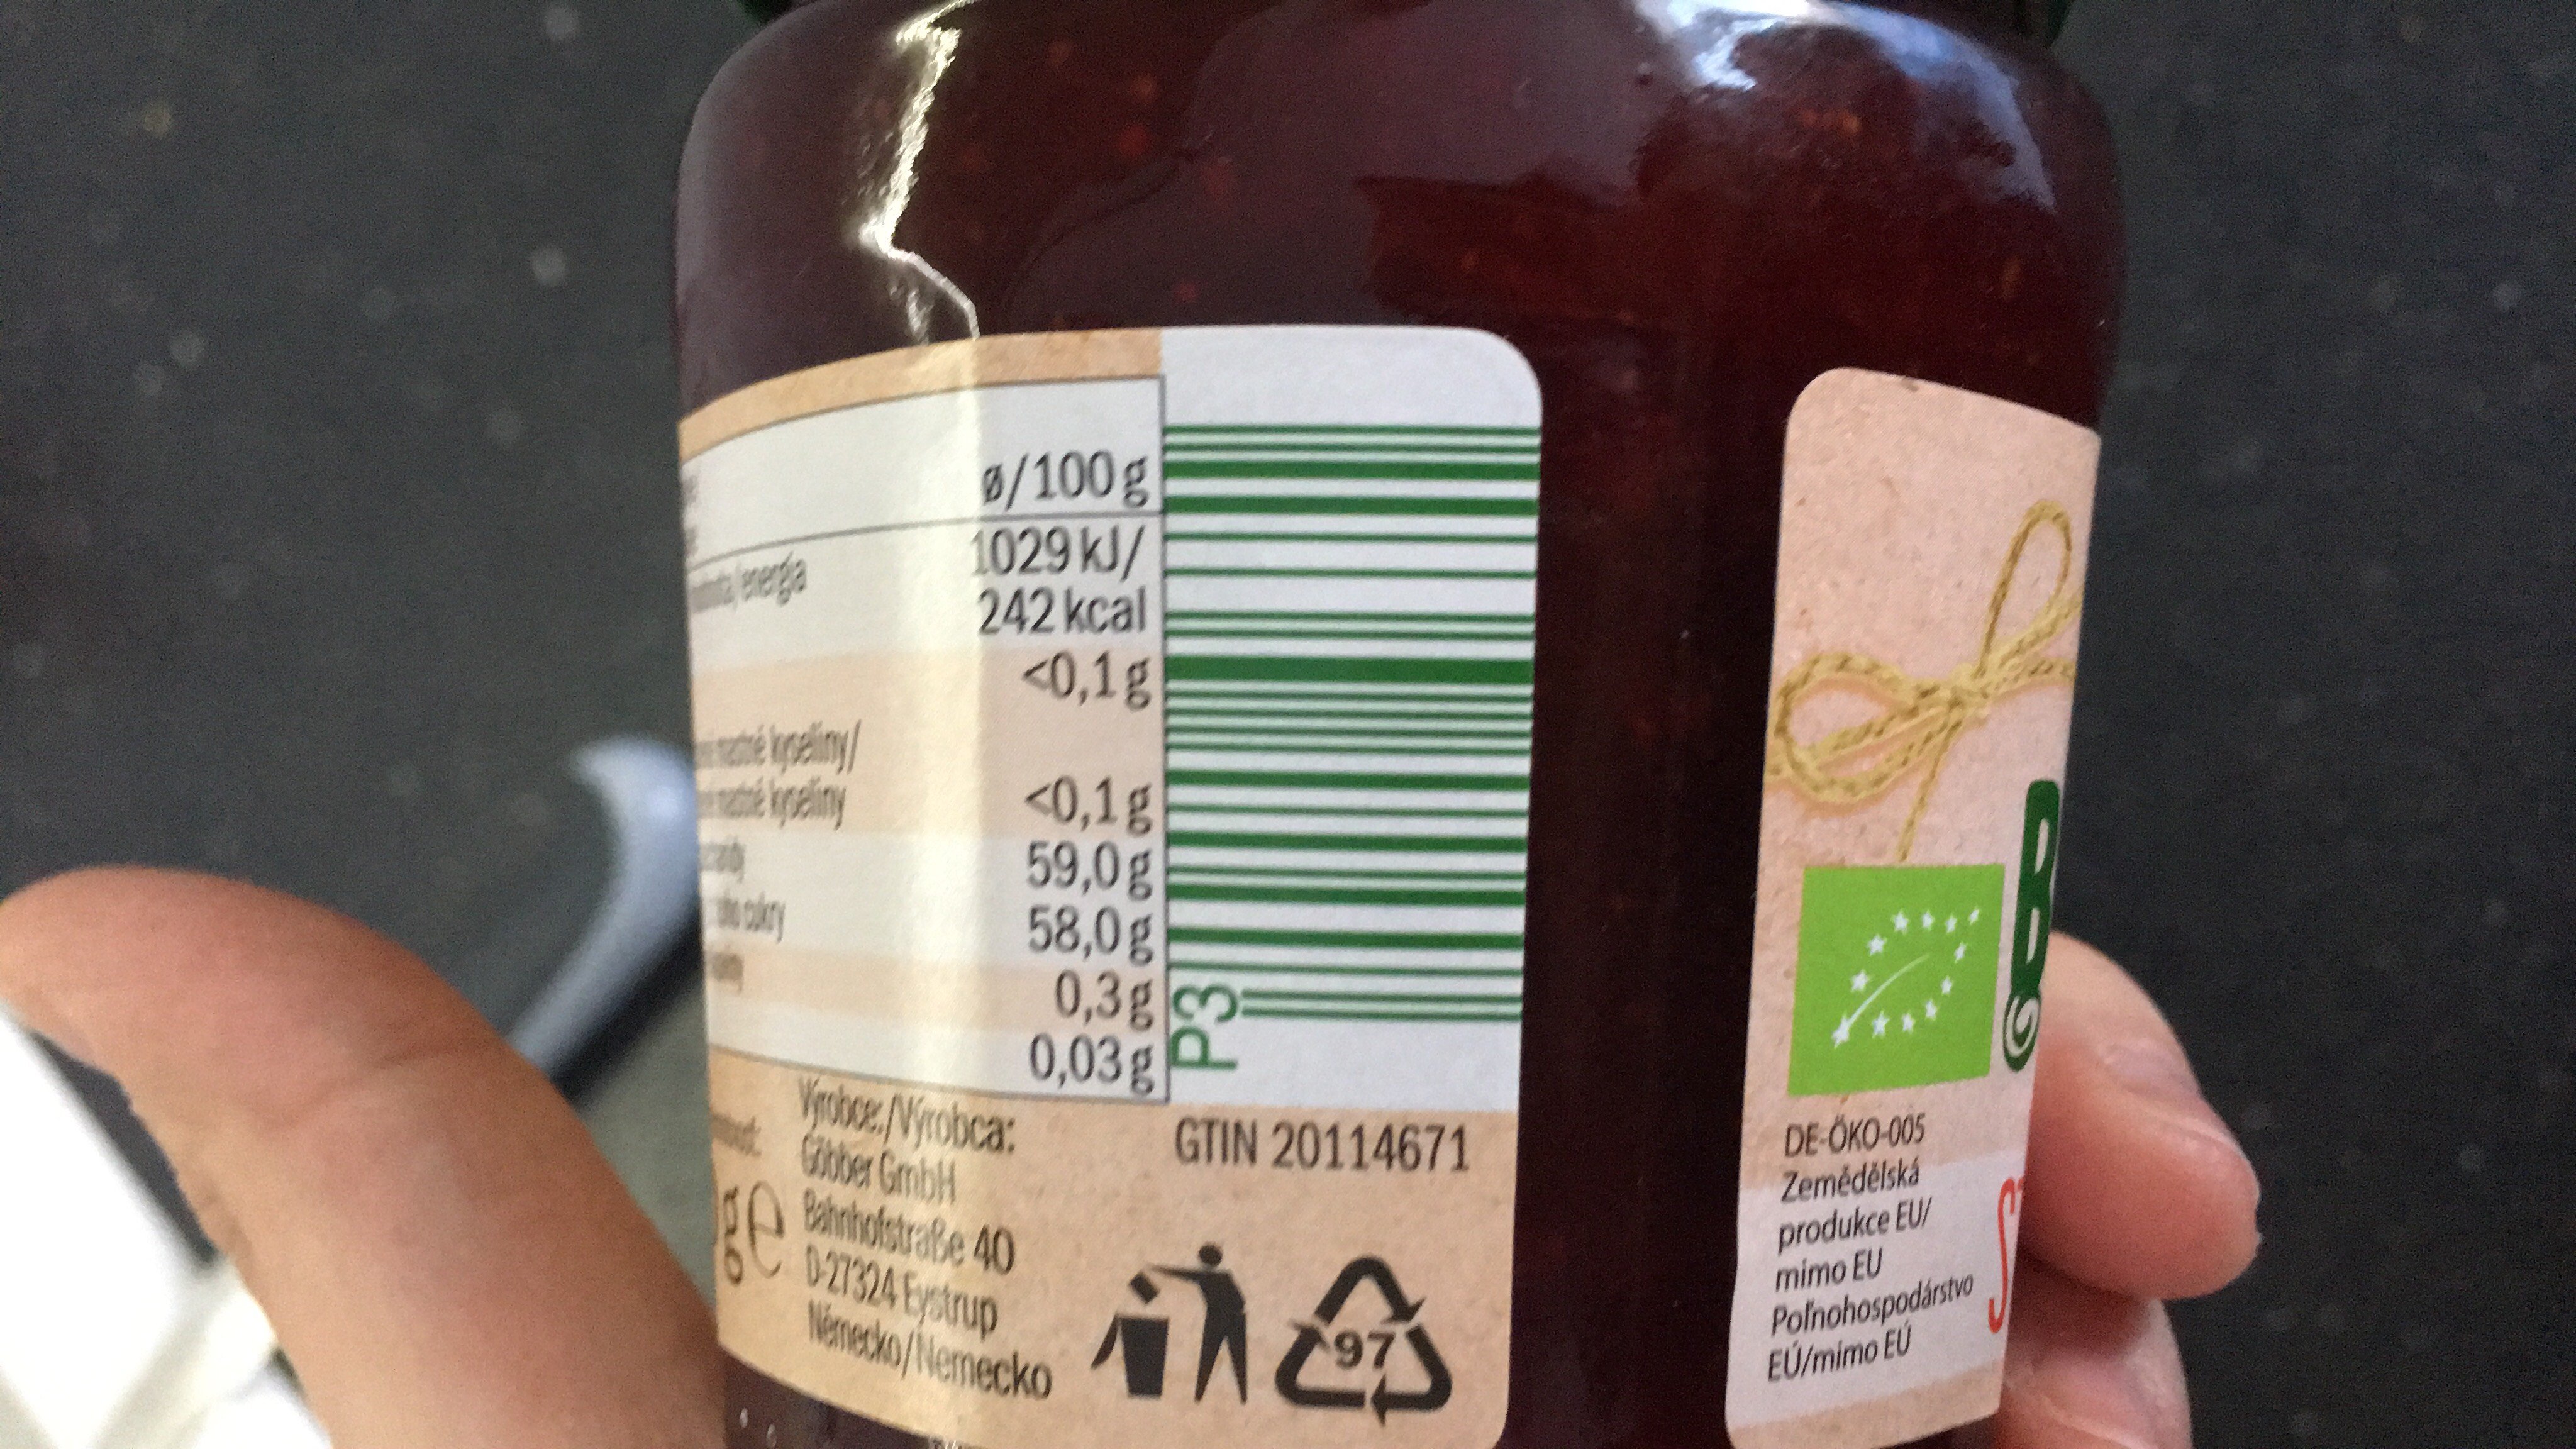 ø/100 g
energia
1029 kJ/
242 kcal
<0,1 g
mastné kyseliny/
mastné kyseliny
<0,1 g
59,0 g
cukry
58,0 g
0,3 g
0,03 g
P3
Výrobce:/Výrobca:
Göbber GmbH
Bahnhofstraße 40
D-27324 Eystrup
Německo/Nemecko
g e
GTIN 20114671
97
B
DE-ÖKO-005
Zemědělská
produkce EU/
mimo EU
Poľnohospodárstvo
EÚ/mimo EÚ